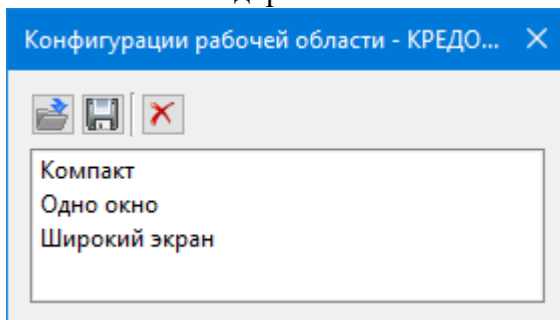 Конфигурации рабочей области - КРЕДО...
Компакт
Одно окно
Широкий экран